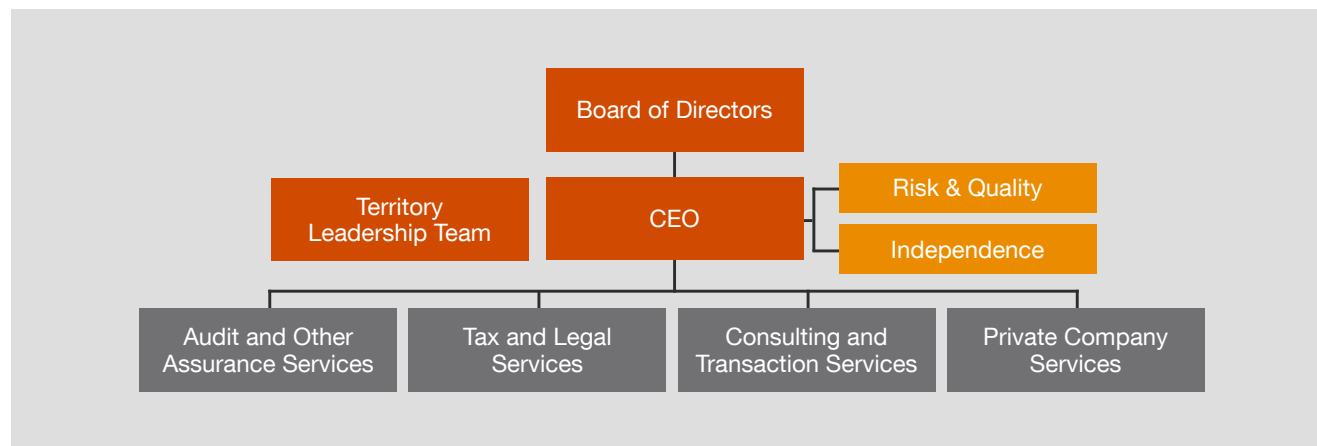 Board of Directors
Territory
Leadership Team
CEO
Risk & Quality
Independence
Audit and Other
Assurance Services
Tax and Legal
Services
Consulting and
Transaction Services
Private Company
Services